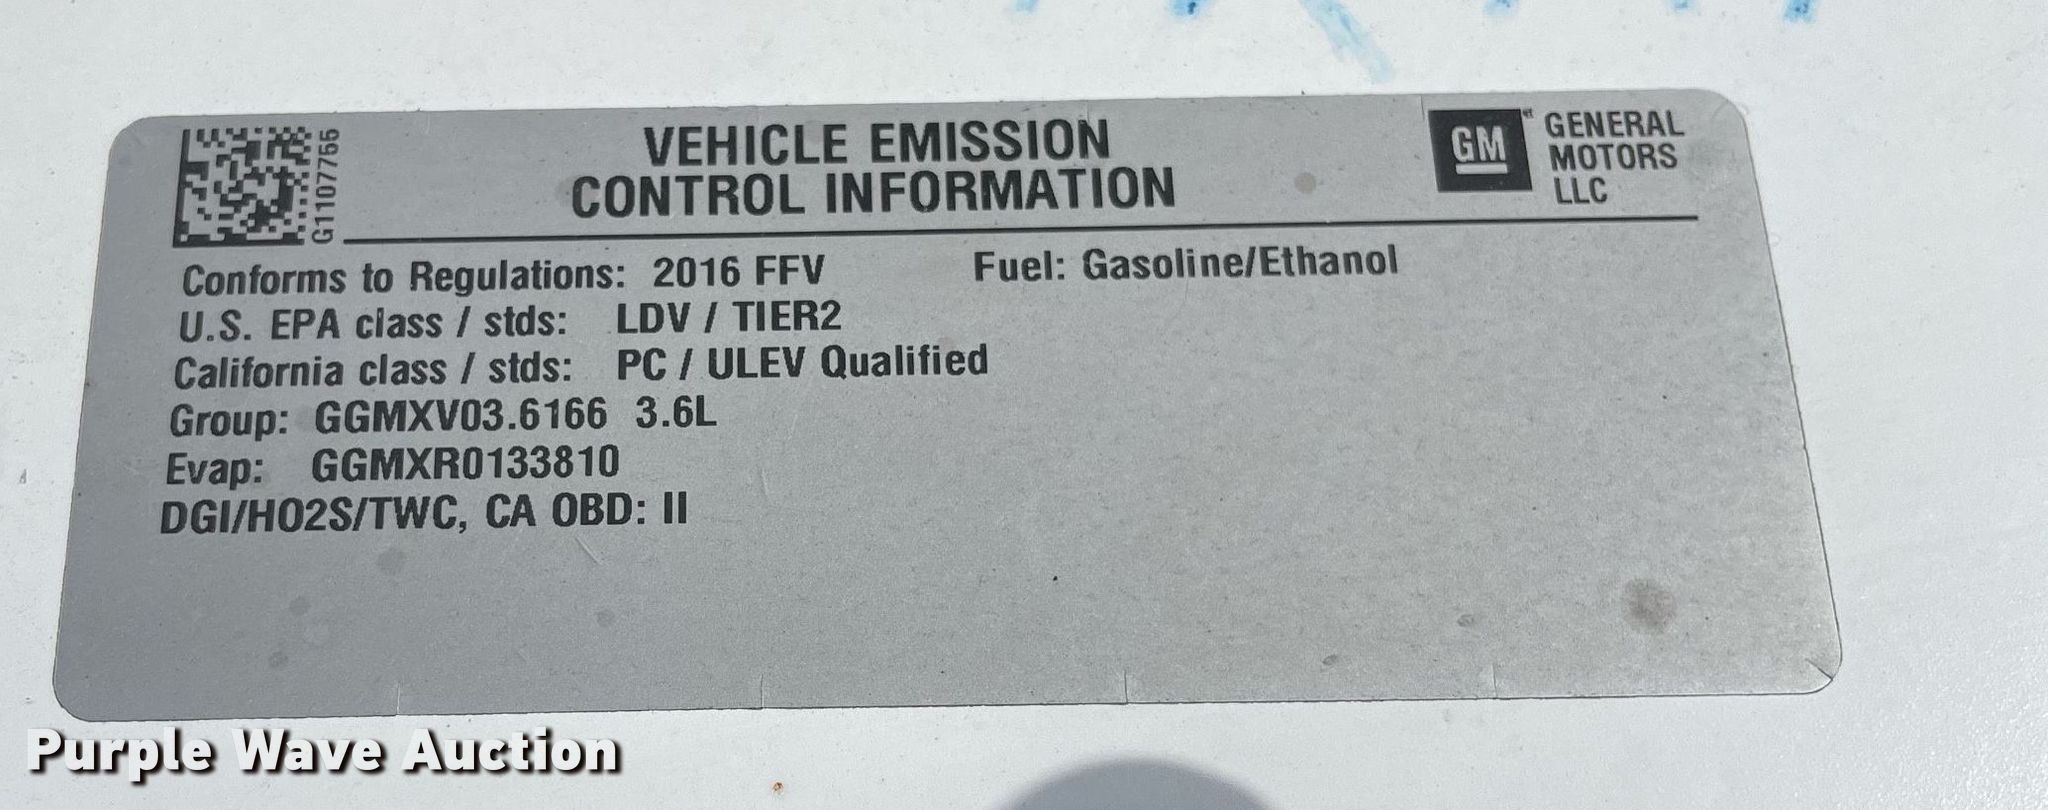 G11077766
VEHICLE EMISSION
CONTROL INFORMATION
GM
GENERAL
MOTORS
LLC
Conforms to Regulations: 2016 FFV Fuel: Gasoline/Ethanol
U.S. EPA class / stds: LDV / TIER2
California class / stds: PC / ULEV Qualified
Group: GGMXV03.6166 3.6L
Evap: GGMXR0133810
DGI/HO2S/TWC, CA OBD: II
Purple Wave Auction